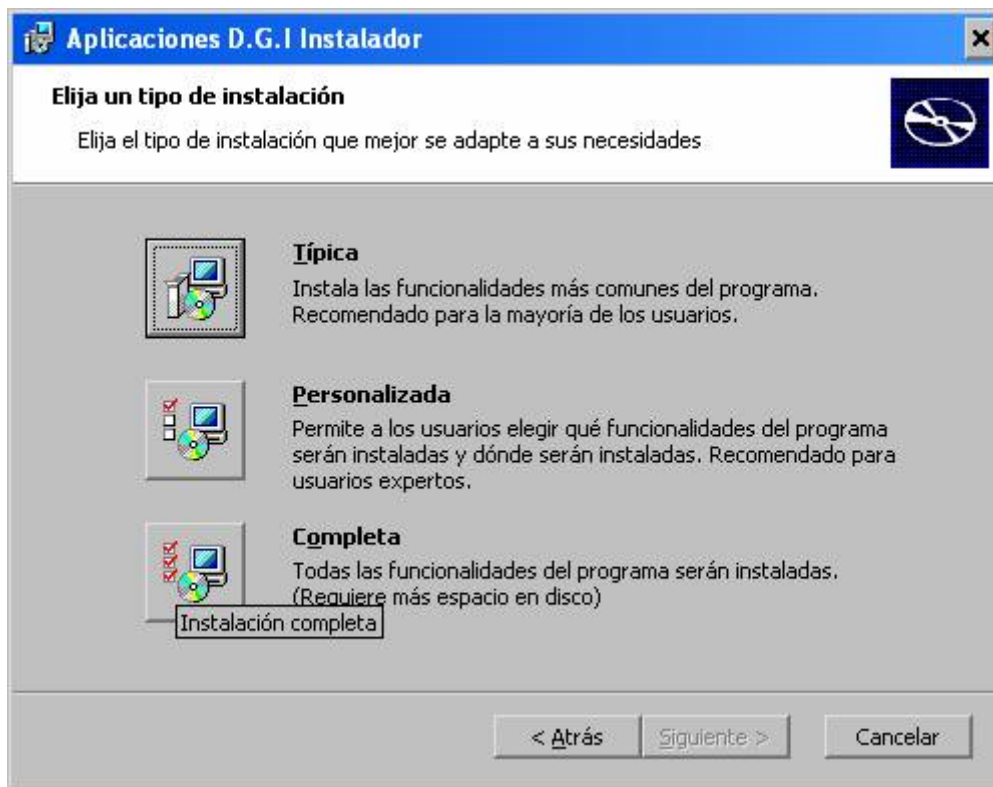 Aplicaciones D.G.I Instalador
Elija un tipo de instalación
Elija el tipo de instalación que mejor se adapte a sus necesidades
Típica
Instala las funcionalidades más comunes del programa.
Recomendado para la mayoría de los usuarios.
Personalizada
Permite a los usuarios elegir qué funcionalidades del programa
serán instaladas y dónde serán instaladas. Recomendado para
usuarios expertos.
Completa
Todas las funcionalidades del programa serán instaladas.
(Requiere más espacio en disco)
Instalación completa
< Atrás
Siguiente >
Cancelar